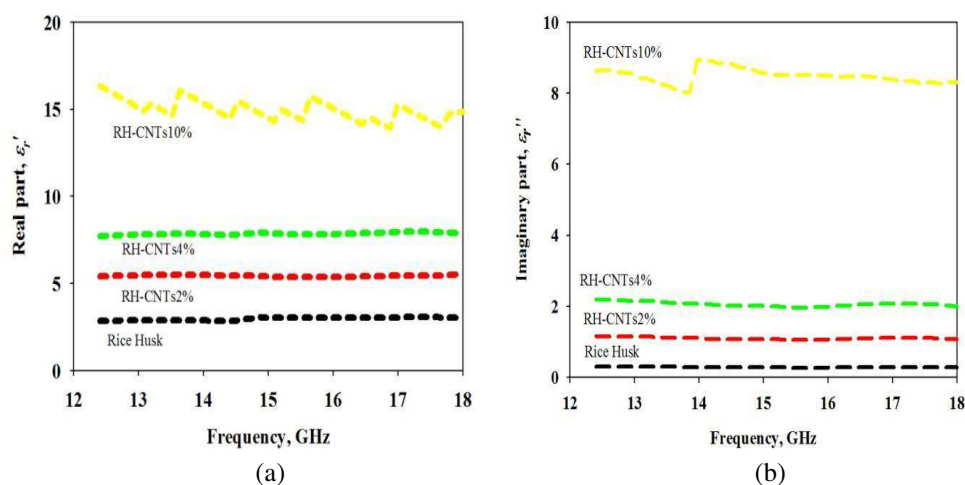 20
15
10
5
0
Real part, εr′
RH-CNTs10%
RH-CNTs4%
RH-CNTs2%
Rice Husk
12 13 14 15 16 17 18
Frequency, GHz
(a)
10
8
6
4
2
0
Imaginary part, εr″
RH-CNTs10%
RH-CNTs4%
RH-CNTs2%
Rice Husk
12 13 14 15 16 17 18
Frequency, GHz
(b)